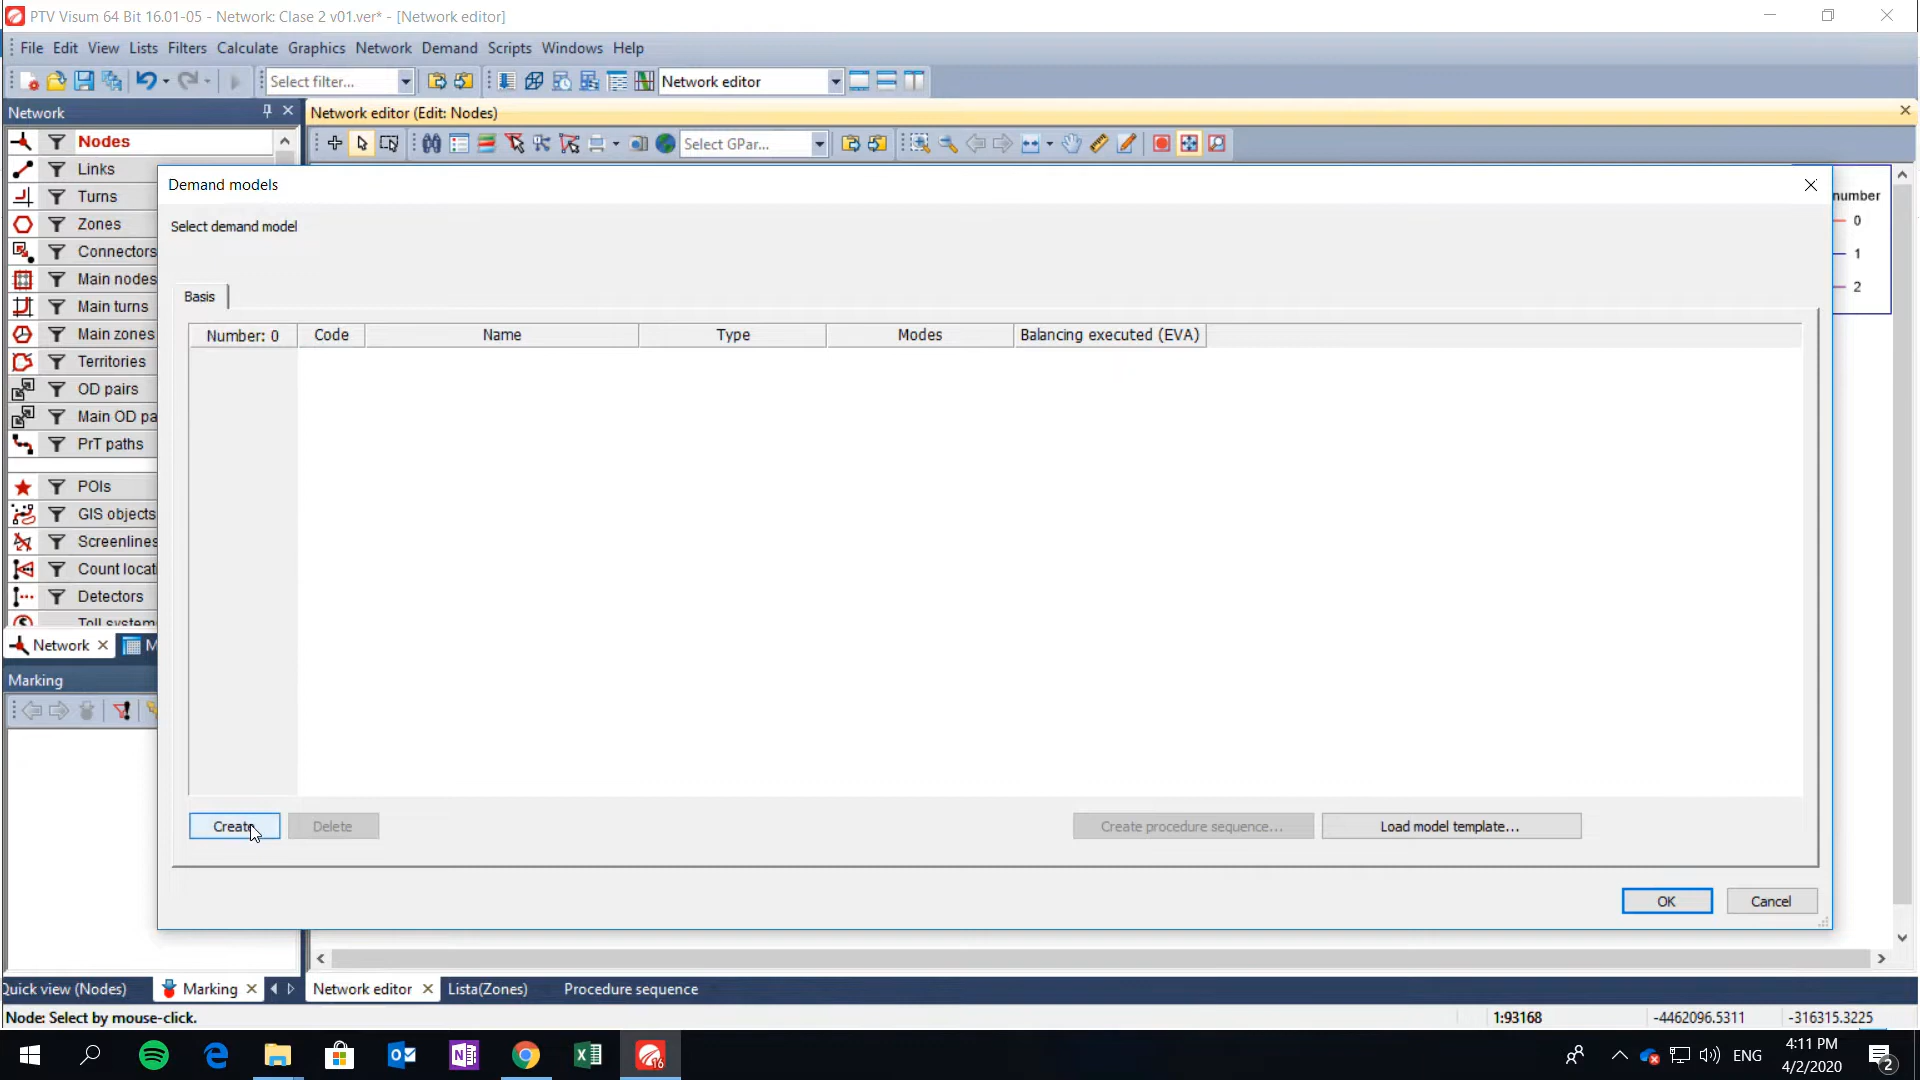 PTV Visum 64 Bit 16.01-05 - Network: Clase 2 v01.ver* - [Network editor]
File Edit View Lists Filters Calculate Graphics Network Demand Scripts Windows Help
Select filter... Network editor
Network
Network editor (Edit: Nodes)
Select GPar...
Nodes
Links
Turns
Zones
Connectors
Main nodes
Main turns
Main zones
Territories
OD pairs
Main OD pa
PrT paths
POIs
GIS objects
Screenlines
Count locat
Detectors
Toll system
Network M
Marking
Demand models
Select demand model
Basis
Number: 0 Code Name Type Modes Balancing executed (EVA)
Create Delete Create procedure sequence... Load model template...
OK Cancel
number
0
1
2
Quick view (Nodes) Marking Network editor Lista(Zones) Procedure sequence
Node: Select by mouse-click. 1:93168 -4462096.5311 -316315.3225
16
ENG
4:11 PM
4/2/2020
2